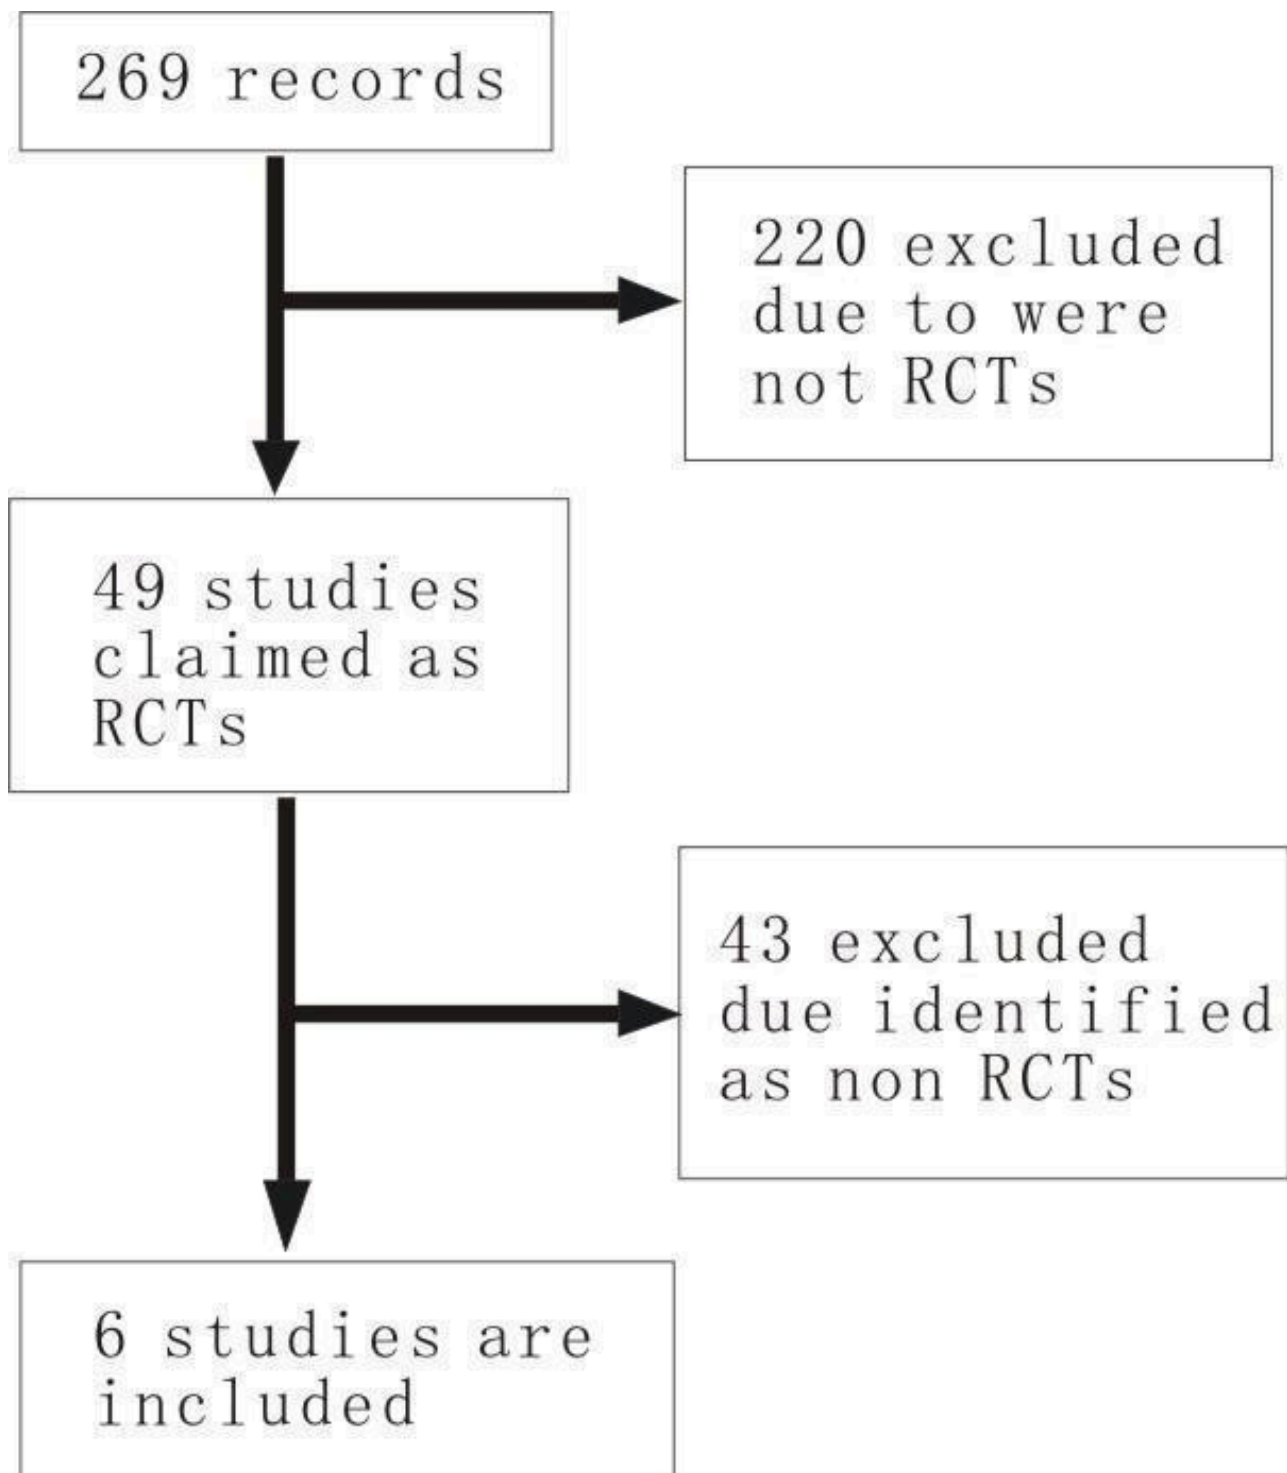 269 records
220 excluded
due to were
not RCTs
49 studies
claimed as
RCTs
43 excluded
due identified
as non RCTs
6 studies are
included